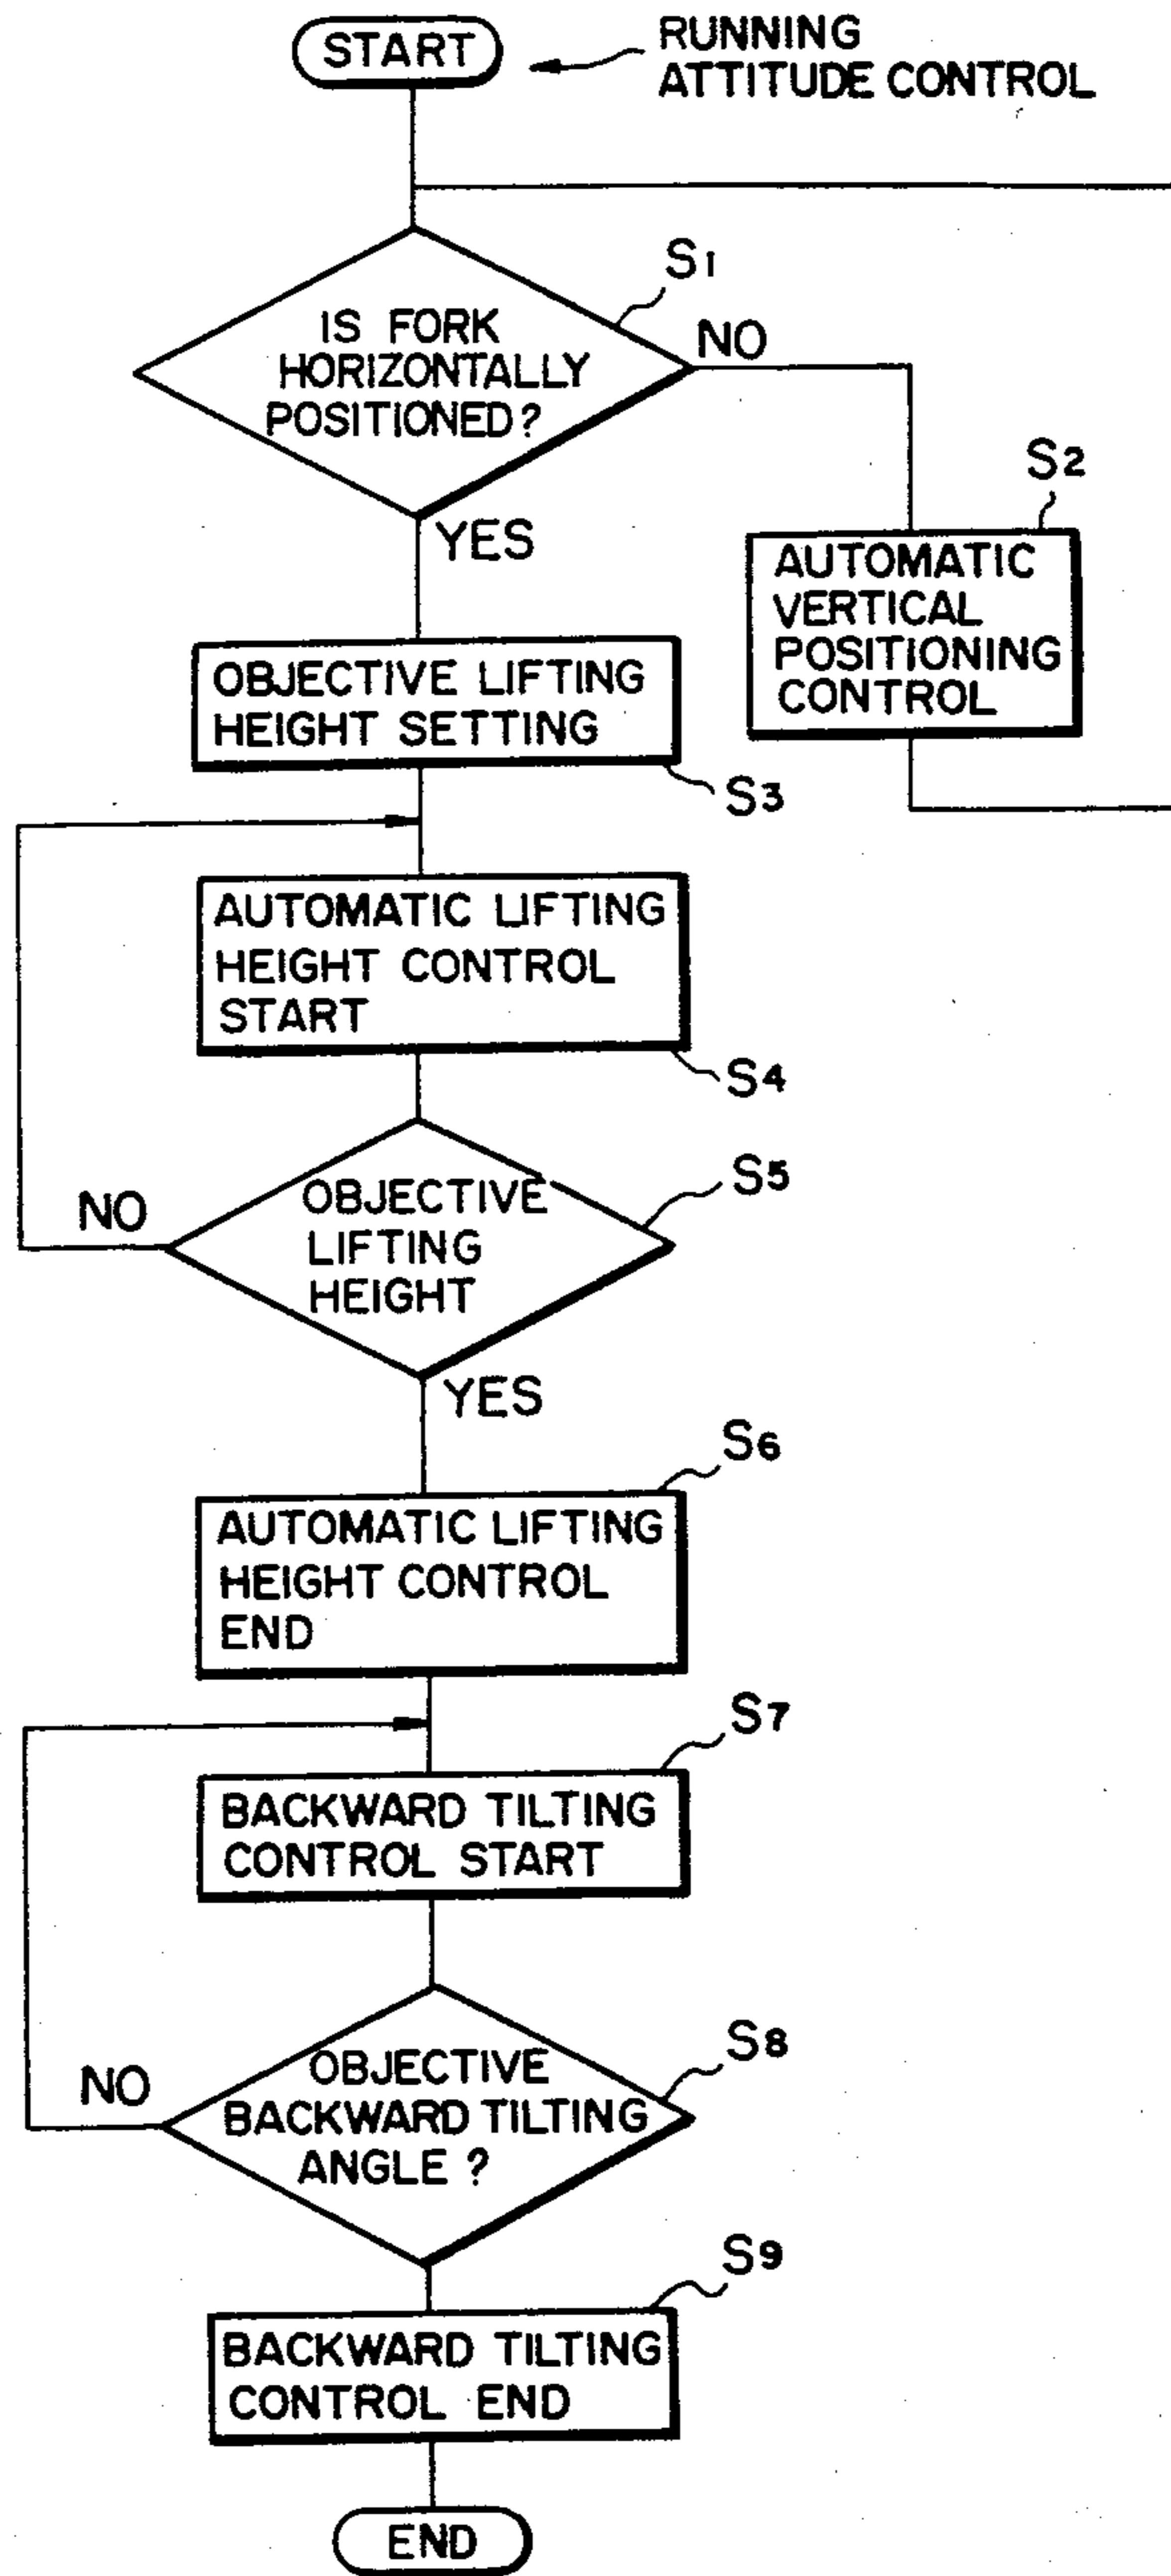 START
RUNNING
ATTITUDE CONTROL
S1
IS FORK
HORIZONTALLY
POSITIONED?
NO
YES
S2
AUTOMATIC
VERTICAL
POSITIONING
CONTROL
OBJECTIVE LIFTING
HEIGHT SETTING
S3
AUTOMATIC LIFTING
HEIGHT CONTROL
START
S4
S5
OBJECTIVE
LIFTING
HEIGHT
NO
YES
S6
AUTOMATIC LIFTING
HEIGHT CONTROL
END
S7
BACKWARD TILTING
CONTROL START
S8
OBJECTIVE
BACKWARD TILTING
ANGLE ?
NO
S9
BACKWARD TILTING
CONTROL END
END